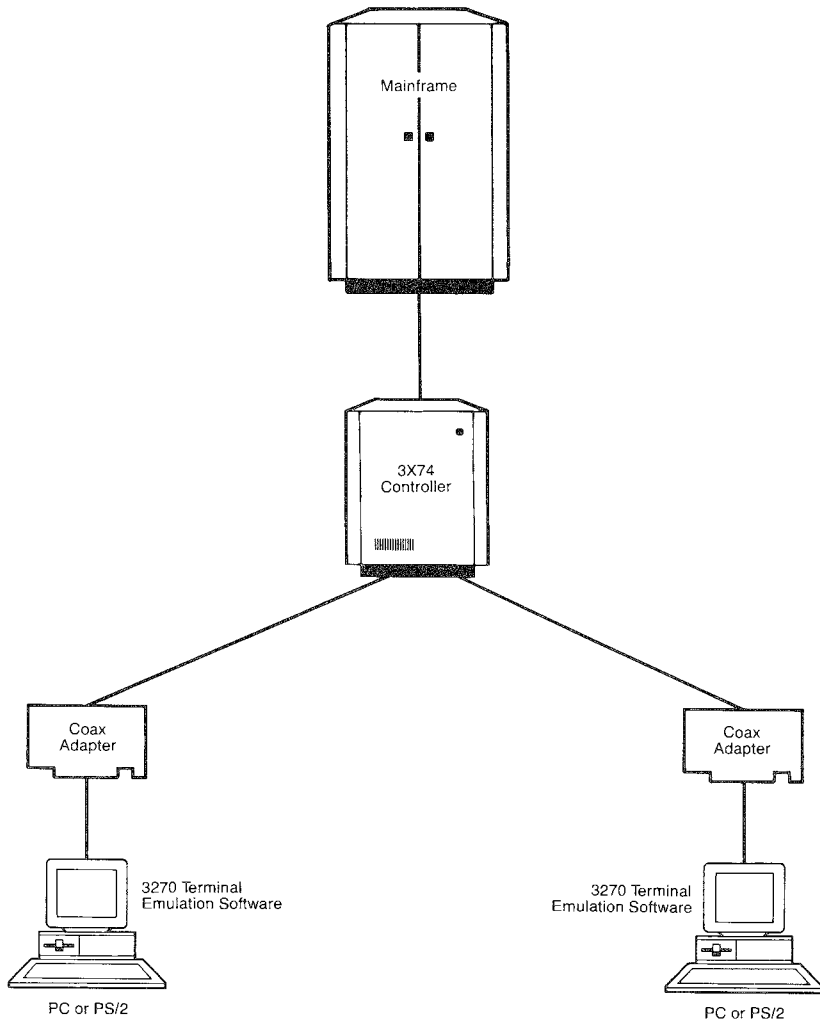 Mainframe
3X74
Controller
Coax
Adapter
Coax
Adapter
3270 Terminal
Emulation Software
3270 Terminal
Emulation Software
PC or PS/2
PC or PS/2